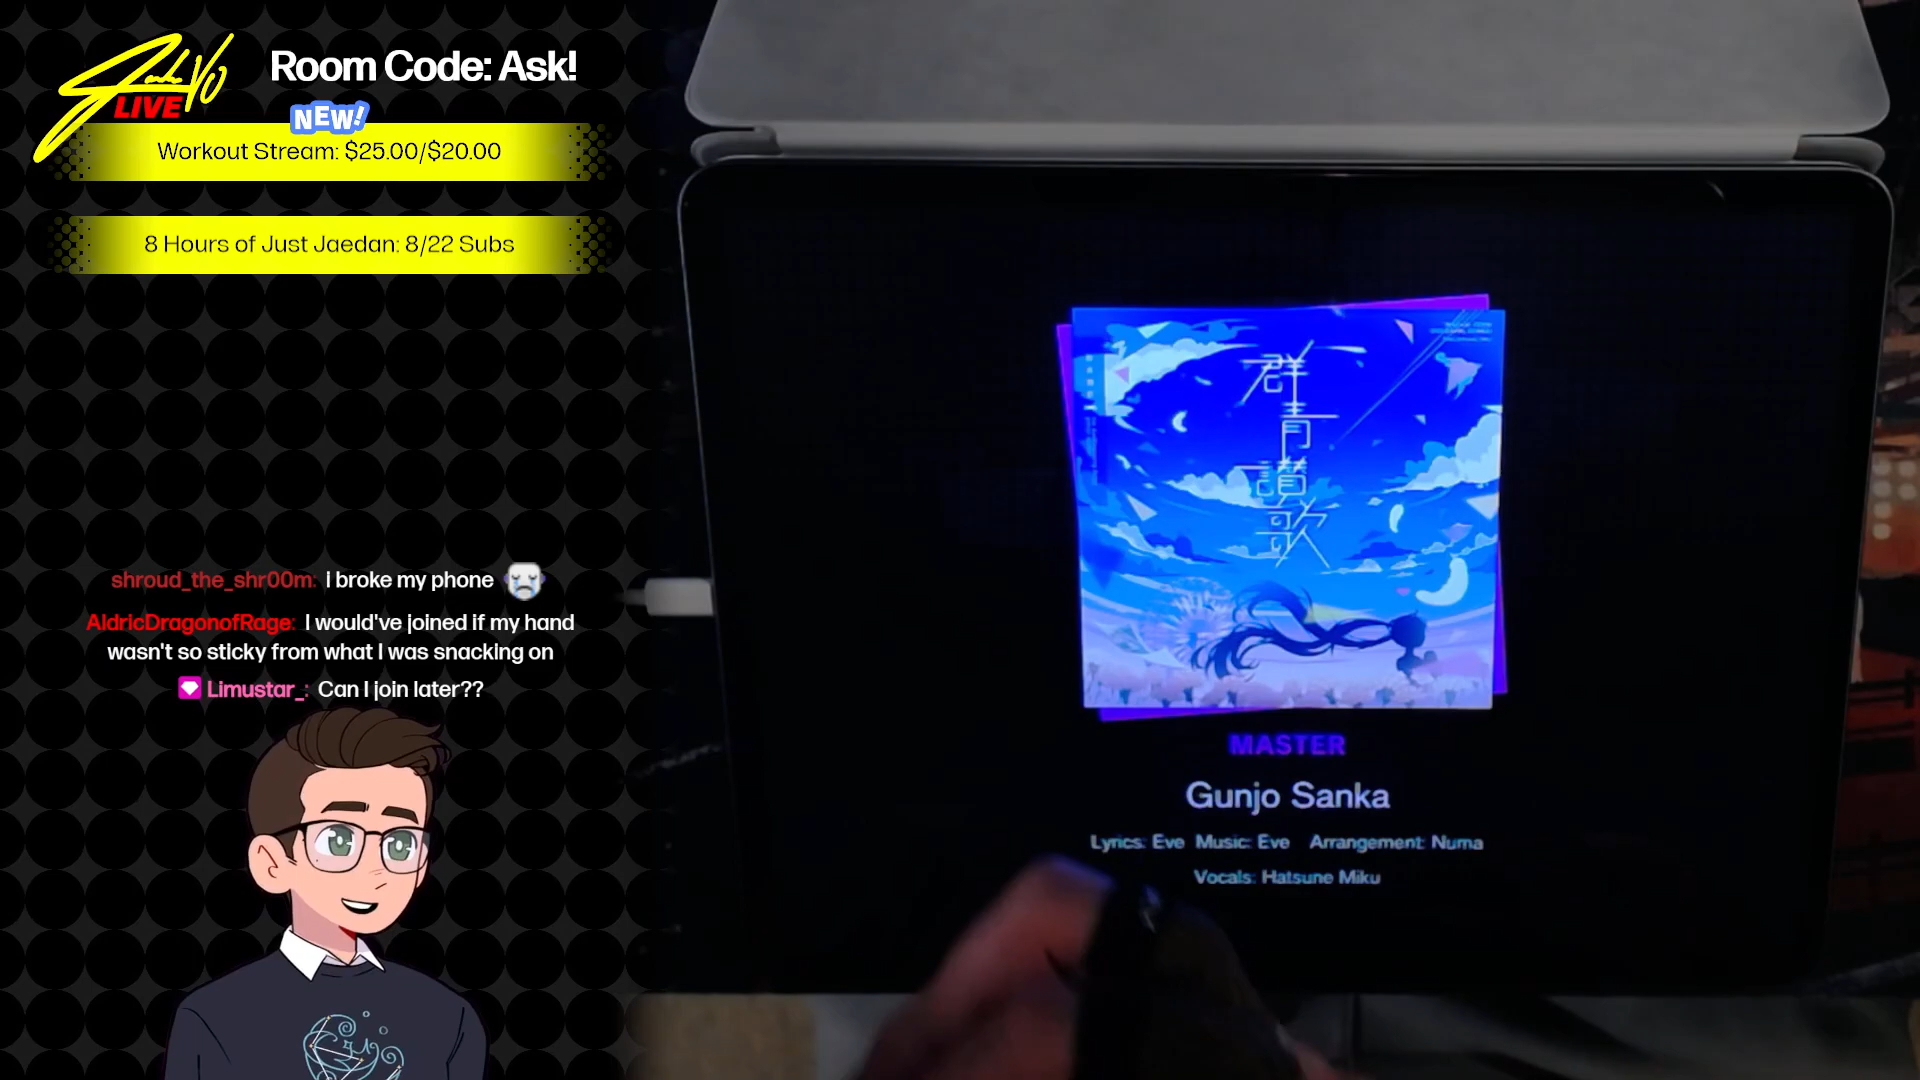 LIVE
Room Code: Ask!
NEW!
Workout Stream: $25.00/$20.00
8 Hours of Just Jaedan: 8/22 Subs
shroud_the_shr00m: I broke my phone
AldricDragonofRage: I would've joined if my hand
wasn't so sticky from what I was snacking on
Limustar_: Can I join later??
群
青
讃
歌
MASTER
Gunjo Sanka
Lyrics: Eve Music: Eve Arrangement: Numa
Vocals: Hatsune Miku